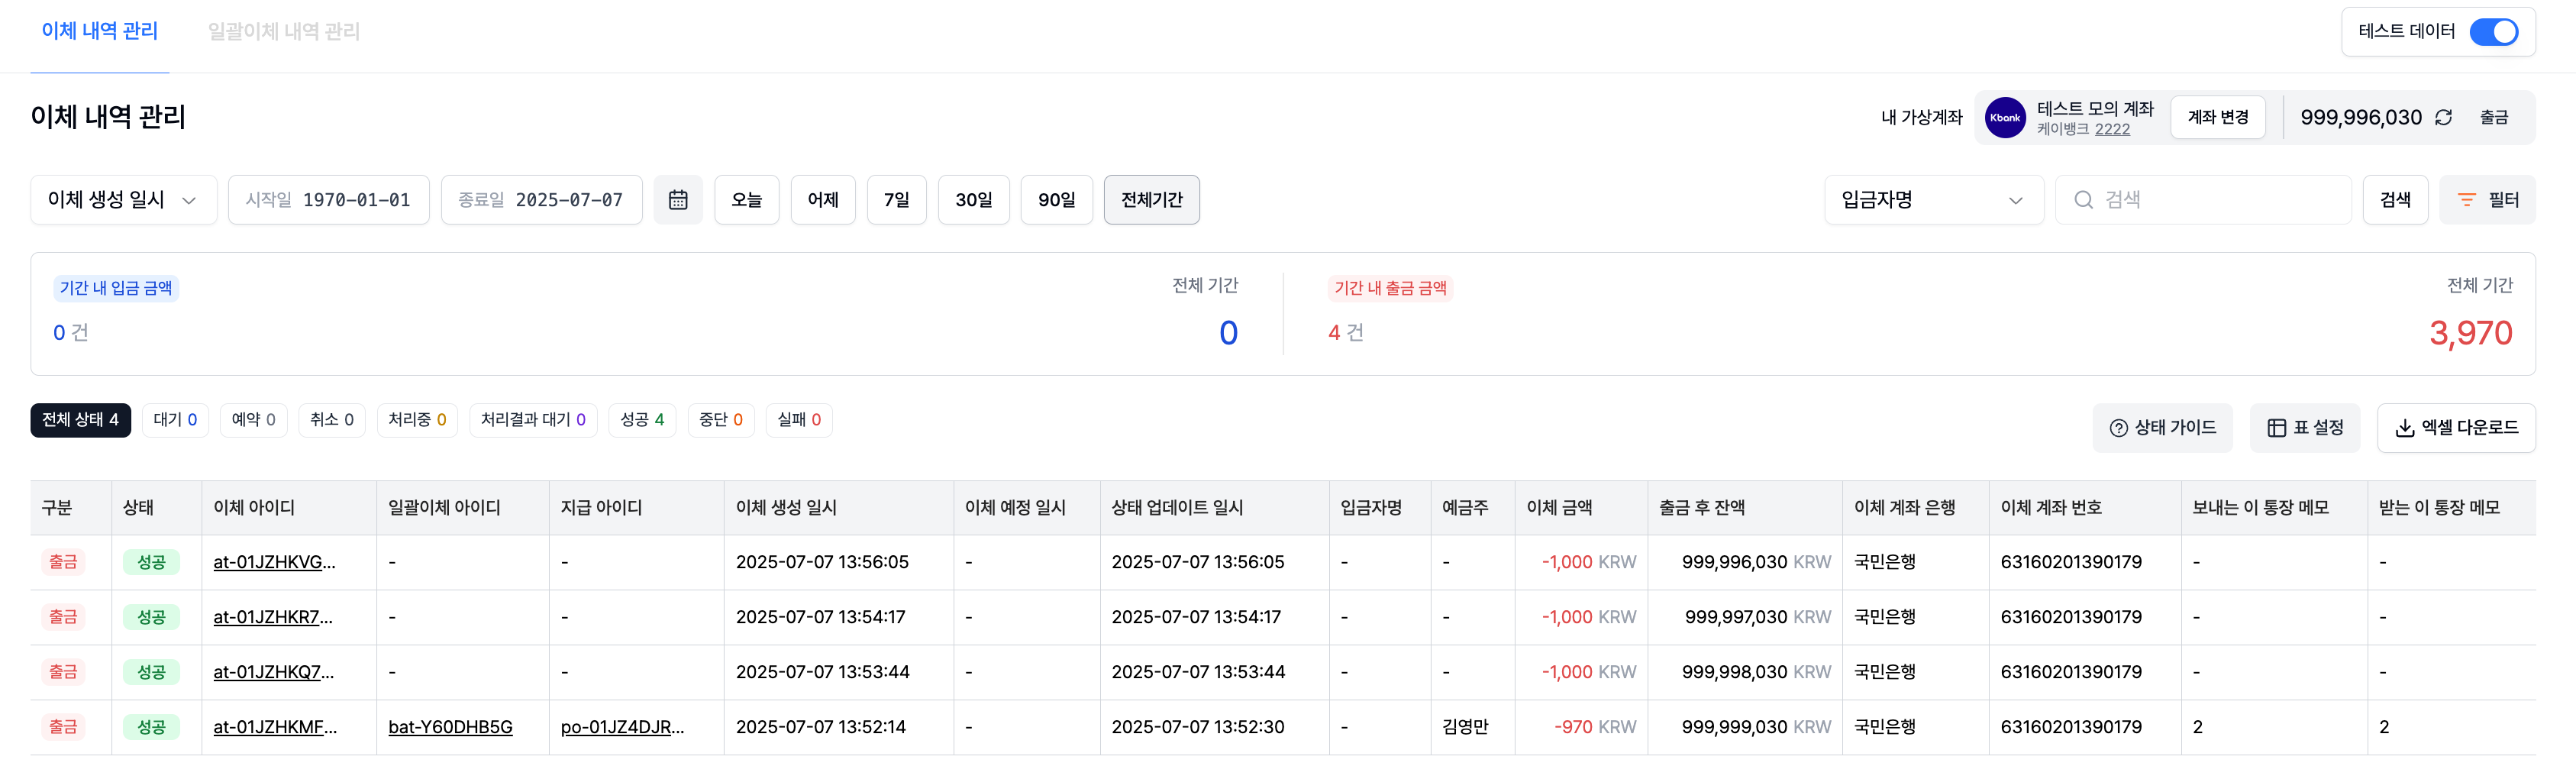 이체 내역 관리 일괄이체 내역 관리 테스트 데이터
이체 내역 관리 내 가상계좌 Kbank 테스트 모의 계좌 계좌 변경 999,996,030 출금
케이뱅크 2222
이체 생성 일시 시작일 1970-01-01 종료일 2025-07-07 오늘 어제 7일 30일 90일 전체기간 입금자명 검색 검색 필터
기간 내 입금 금액 전체 기간 기간 내 출금 금액 전체 기간
0 건 0 4 건 3,970
전체 상태 4 대기 0 예약 0 취소 0 처리중 0 처리결과 대기 0 성공 4 중단 0 실패 0 상태 가이드 표 설정 엑셀 다운로드
구분 상태 이체 아이디 일괄이체 아이디 지급 아이디 이체 생성 일시 이체 예정 일시 상태 업데이트 일시 입금자명 예금주 이체 금액 출금 후 잔액 이체 계좌 은행 이체 계좌 번호 보내는 이 통장 메모 받는 이 통장 메모
출금 성공 at-01JZHKVG... - - 2025-07-07 13:56:05 - 2025-07-07 13:56:05 - - -1,000 KRW 999,996,030 KRW 국민은행 63160201390179 - -
출금 성공 at-01JZHKR7... - - 2025-07-07 13:54:17 - 2025-07-07 13:54:17 - - -1,000 KRW 999,997,030 KRW 국민은행 63160201390179 - -
출금 성공 at-01JZHKQ7... - - 2025-07-07 13:53:44 - 2025-07-07 13:53:44 - - -1,000 KRW 999,998,030 KRW 국민은행 63160201390179 - -
출금 성공 at-01JZHKMF... bat-Y60DHB5G po-01JZ4DJR... 2025-07-07 13:52:14 - 2025-07-07 13:52:30 - 김영만 -970 KRW 999,999,030 KRW 국민은행 63160201390179 2 2